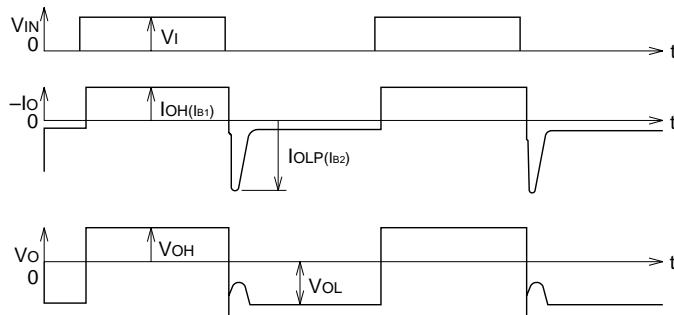 VIN
0
VI
t
–IO
0
IOH(IB1)
t
IOLP(IB2)
VO
0
VOH
t
VOL